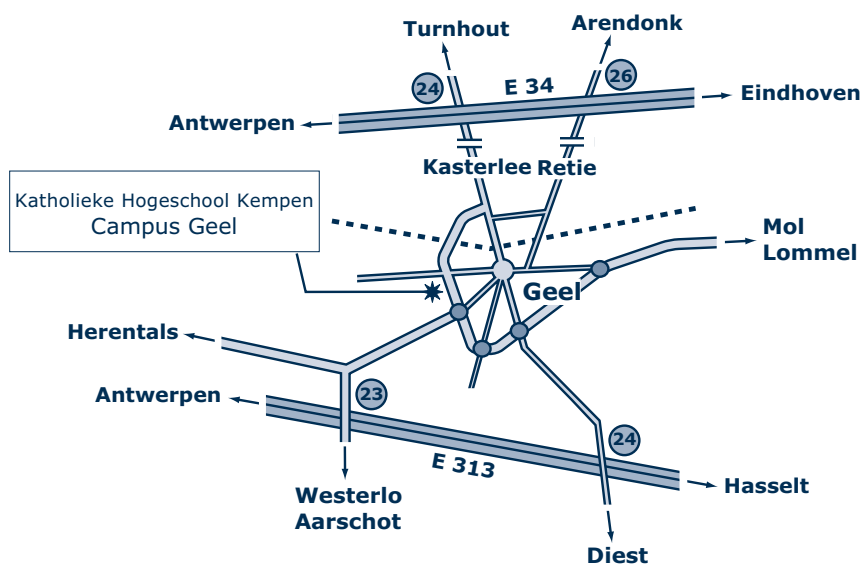 Turnhout
Arendonk
24
E 34
26
Eindhoven
Antwerpen
Kasterlee
Retie
Katholieke Hogeschool Kempen
Campus Geel
Mol
Lommel
Geel
Herentals
Antwerpen
23
24
E 313
Westerlo
Aarschot
Hasselt
Diest